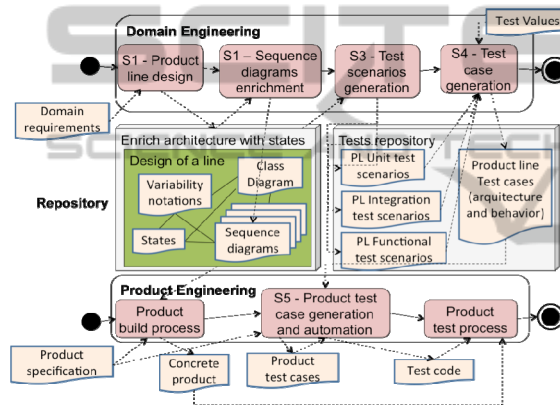 Domain Engineering
Test Values
S1 - Product
line design
S1 – Sequence
diagrams
enrichment
S3 - Test
scenarios
generation
S4 - Test
case
generation
Domain
requirements
Enrich architecture with states
Tests repository
Design of a line
Variability
notations
Class
Diagram
States
Sequence
diagrams
PL Unit test
scenarios
PL Integration
test scenarios
PL Functional
test scenarios
Product line
Test cases
(arquitecture
and behavior)
Repository
Product Engineering
Product
build process
S5 - Product test
case generation
and automation
Product
test process
Product
specification
Concrete
product
Product
test cases
Test code